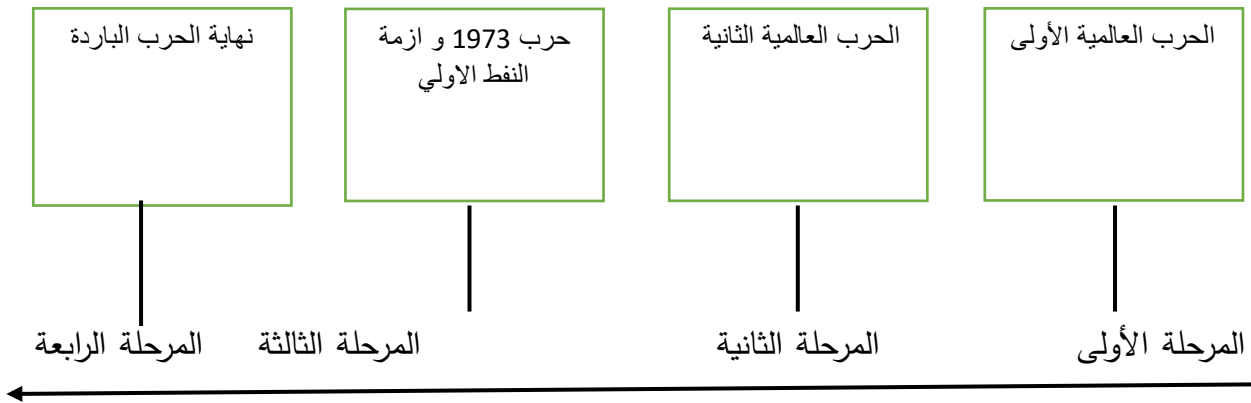 الحرب العالمية الأولى
الحرب العالمية الثانية
حرب 1973 و ازمة
النفط الاولي
نهاية الحرب الباردة
المرحلة الأولى
المرحلة الثانية
المرحلة الثالثة
المرحلة الرابعة